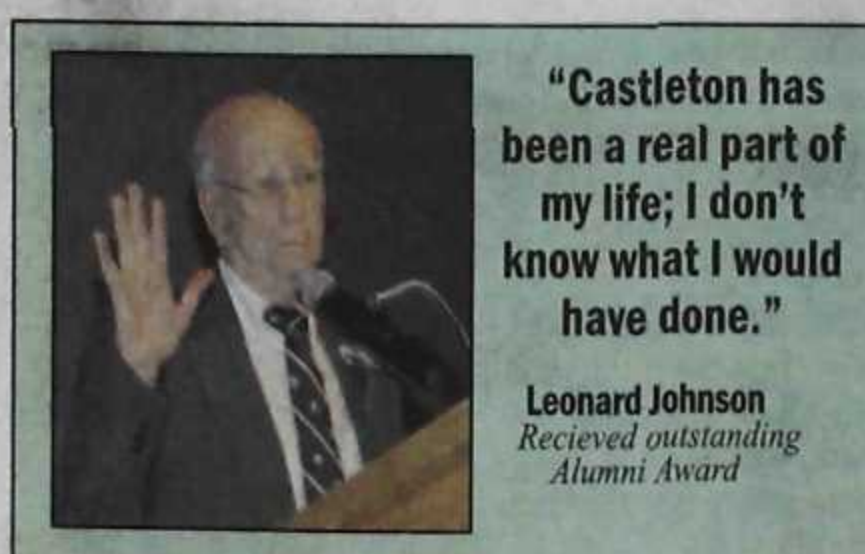 “Castleton has
been a real part of
my life; I don’t
know what I would
have done.”
Leonard Johnson
Recieved outstanding
Alumni Award